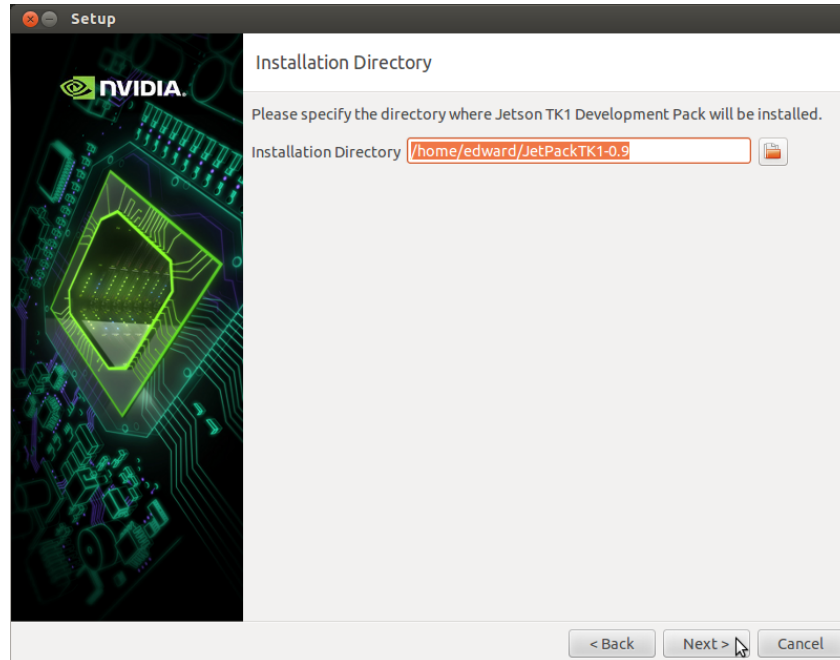 Setup
NVIDIA.
Installation Directory
Please specify the directory where Jetson TK1 Development Pack will be installed.
Installation Directory /home/edward/JetPackTK1-0.9
< Back Next > Cancel